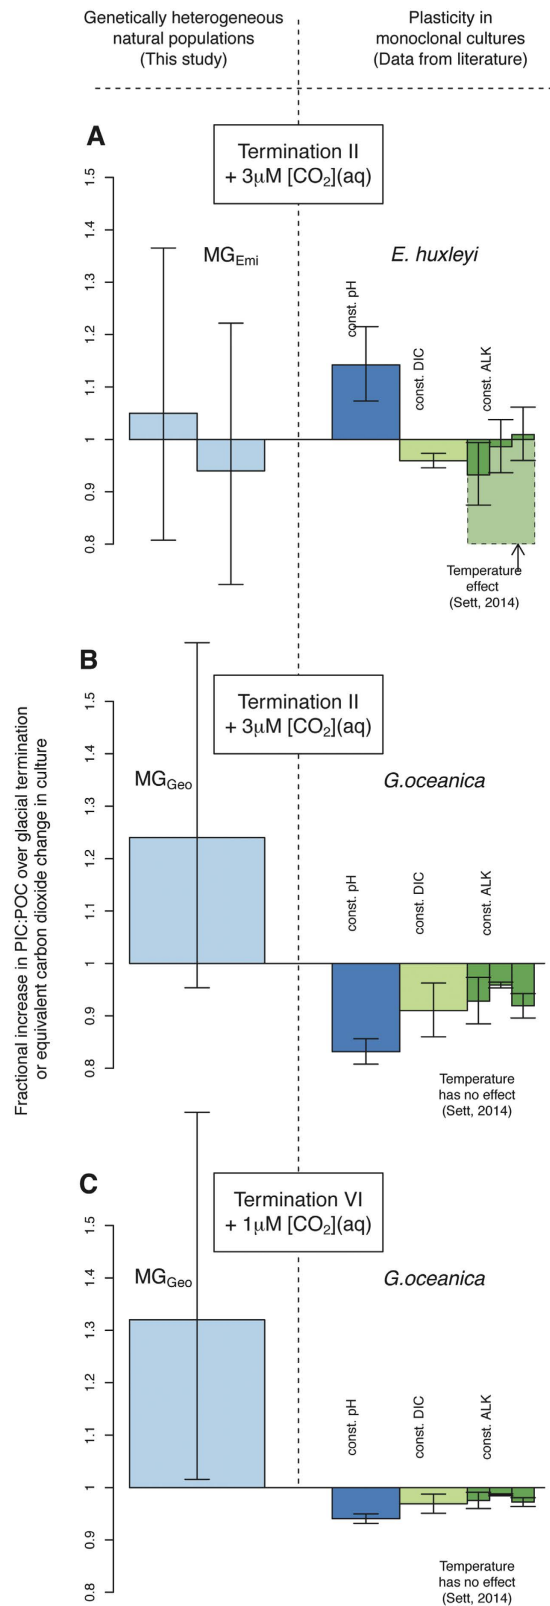 Genetically heterogeneous
natural populations
(This study)
Plasticity in
monoclonal cultures
(Data from literature)
A
Termination II
+ 3μM [CO₂](aq)
MG_Emi
E. huxleyi
const. pH
const. DIC
const. ALK
1.5
1.4
1.3
1.2
1.1
1
0.9
0.8
Temperature
effect
(Sett, 2014)
Fractional increase in PIC:POC over glacial termination
or equivalent carbon dioxide change in culture
B
Termination II
+ 3μM [CO₂](aq)
MG_Geo
G.oceanica
const. pH
const. DIC
const. ALK
1.5
1.4
1.3
1.2
1.1
1
0.9
0.8
Temperature
has no effect
(Sett, 2014)
C
Termination VI
+ 1μM [CO₂](aq)
MG_Geo
G.oceanica
const. pH
const. DIC
const. ALK
1.5
1.4
1.3
1.2
1.1
1
0.9
0.8
Temperature
has no effect
(Sett, 2014)